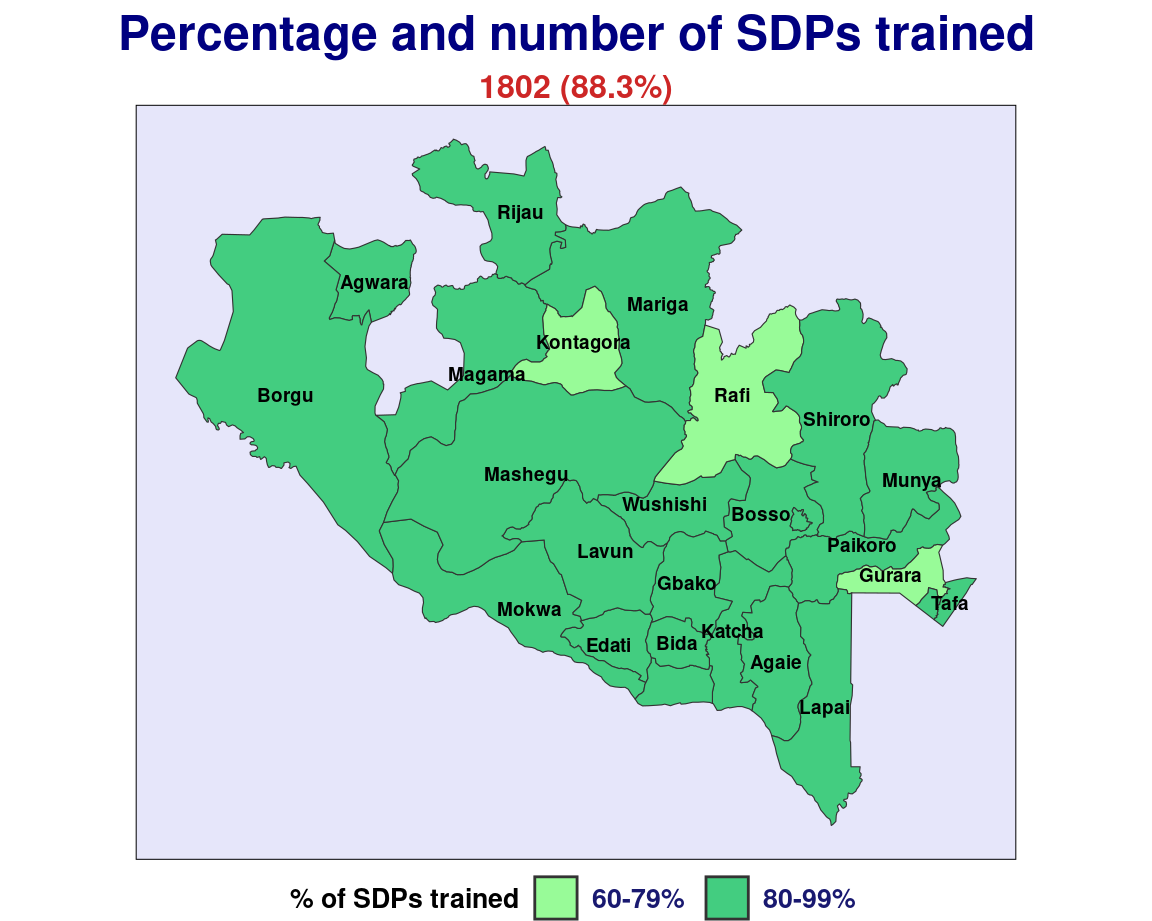 Percentage and number of SDPs trained
1802 (88.3%)
Rijau
Agwara
Mariga
Kontagora
Magama
Borgu
Rafi
Shiroro
Mashegu
Munya
Wushishi
Bosso
Lavun
Paikoro
Gbako
Gurara
Tafa
Mokwa
Katcha
Edati
Bida
Agaie
Lapai
% of SDPs trained 60-79% 80-99%